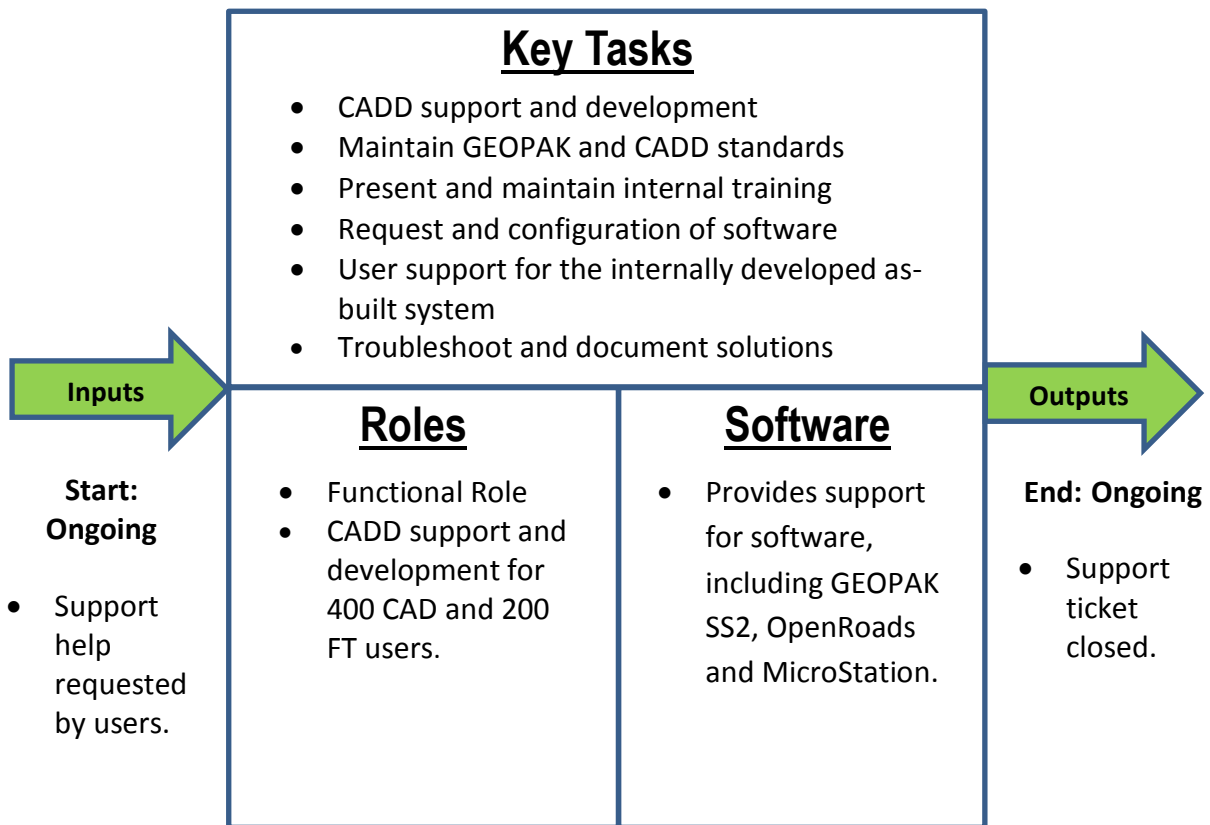 Key Tasks
• CADD support and development
• Maintain GEOPAK and CADD standards
• Present and maintain internal training
• Request and configuration of software
• User support for the internally developed as-
built system
• Troubleshoot and document solutions
Inputs
Start:
Ongoing
• Support
help
requested
by users.
Roles
• Functional Role
• CADD support and
development for
400 CAD and 200
FT users.
Software
• Provides support
for software,
including GEOPAK
SS2, OpenRoads
and MicroStation.
Outputs
End: Ongoing
• Support
ticket
closed.